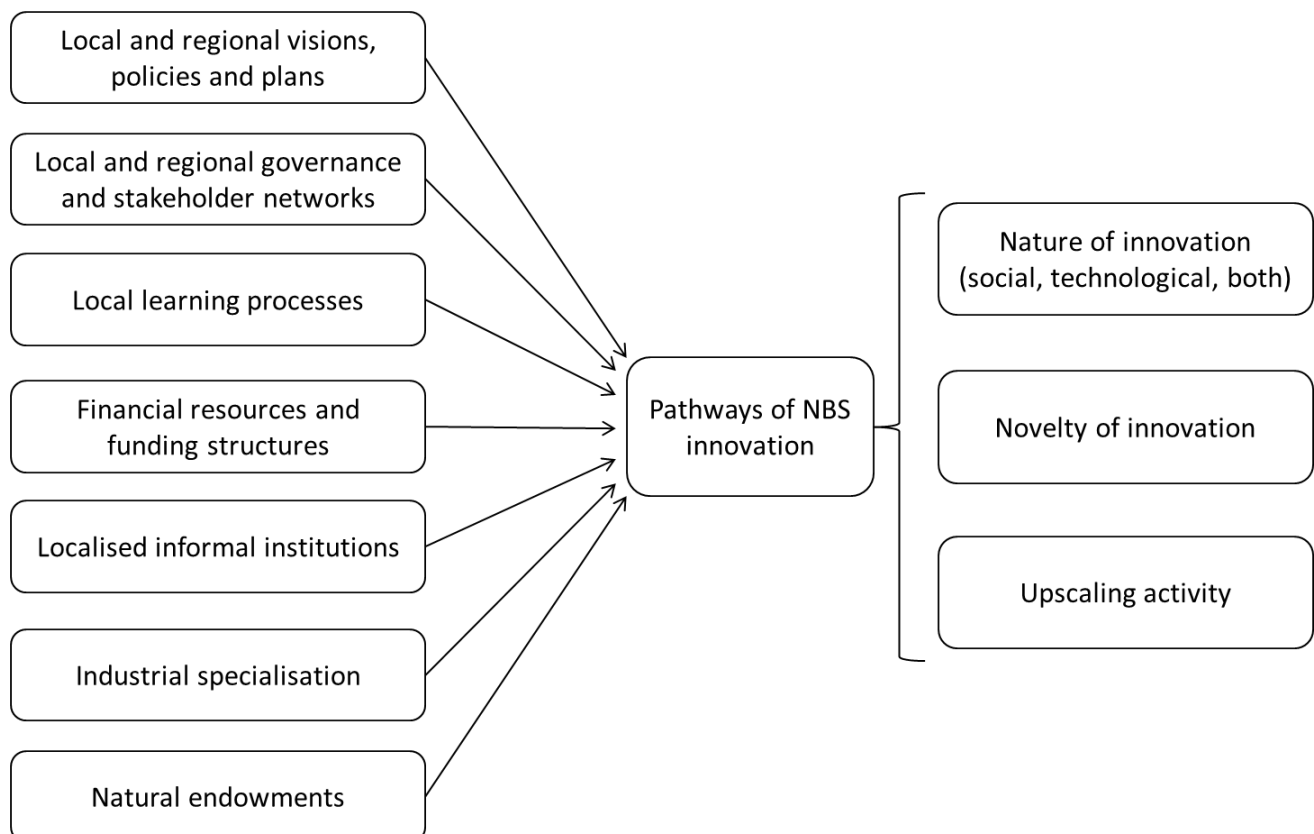 Local and regional visions,
policies and plans
Local and regional governance
and stakeholder networks
Local learning processes
Financial resources and
funding structures
Localised informal institutions
Industrial specialisation
Natural endowments
Pathways of NBS
innovation
Nature of innovation
(social, technological, both)
Novelty of innovation
Upscaling activity